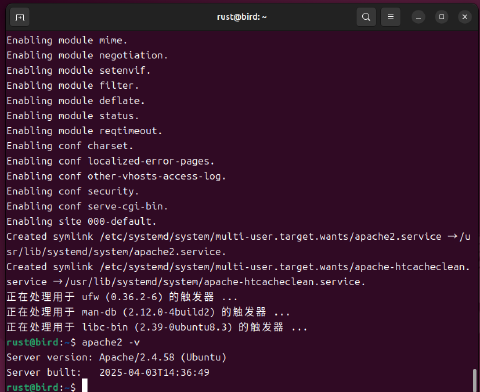 rust@bird: ~
Enabling module mime.
Enabling module negotiation.
Enabling module setenvif.
Enabling module filter.
Enabling module deflate.
Enabling module status.
Enabling module reqtimeout.
Enabling conf charset.
Enabling conf localized-error-pages.
Enabling conf other-vhosts-access-log.
Enabling conf security.
Enabling conf serve-cgi-bin.
Enabling site 000-default.
Created symlink /etc/systemd/system/multi-user.target.wants/apache2.service → /u
sr/lib/systemd/system/apache2.service.
Created symlink /etc/systemd/system/multi-user.target.wants/apache-htcacheclean.
service → /usr/lib/systemd/system/apache-htcacheclean.service.
正在处理用于 ufw (0.36.2-6) 的触发器 ...
正在处理用于 man-db (2.12.0-4build2) 的触发器 ...
正在处理用于 libc-bin (2.39-0ubuntu8.3) 的触发器 ...
rust@bird:~$ apache2 -v
Server version: Apache/2.4.58 (Ubuntu)
Server built:   2025-04-03T14:36:49
rust@bird:~$